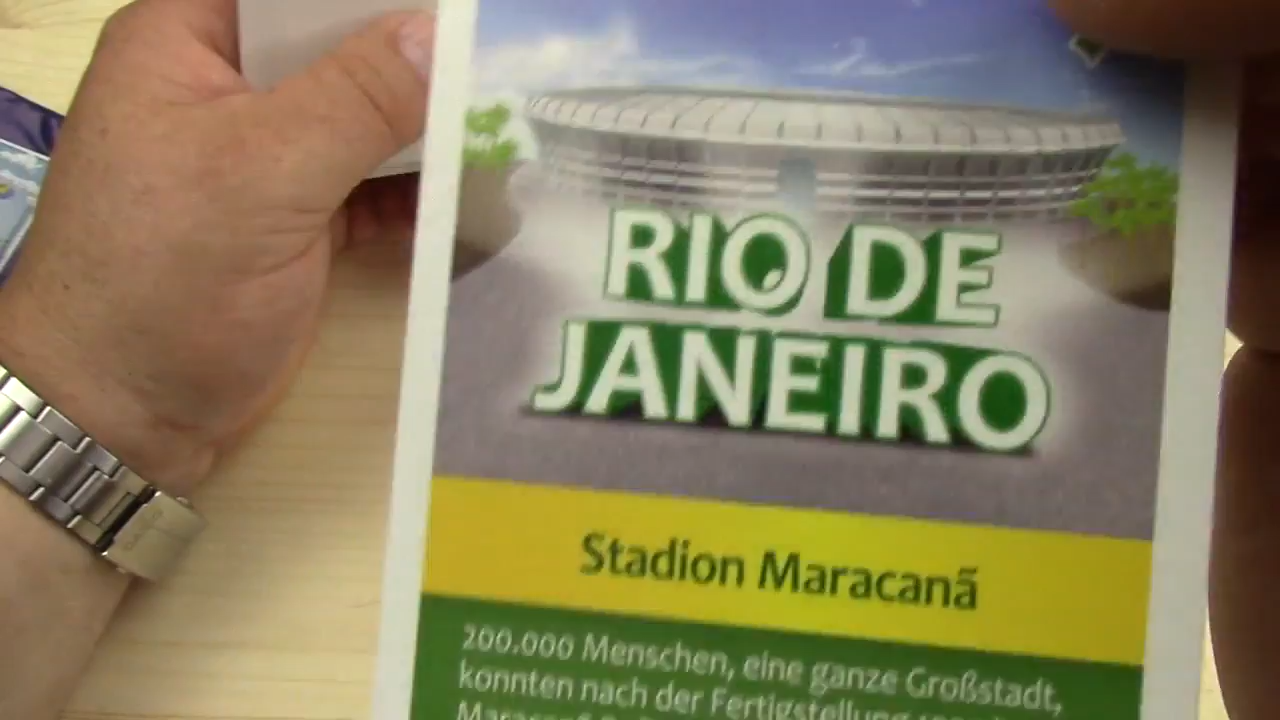 RIO DE
JANEIRO
Stadion Maracanã
200.000 Menschen, eine ganze Großstadt,
konnten nach der Fertigstellung